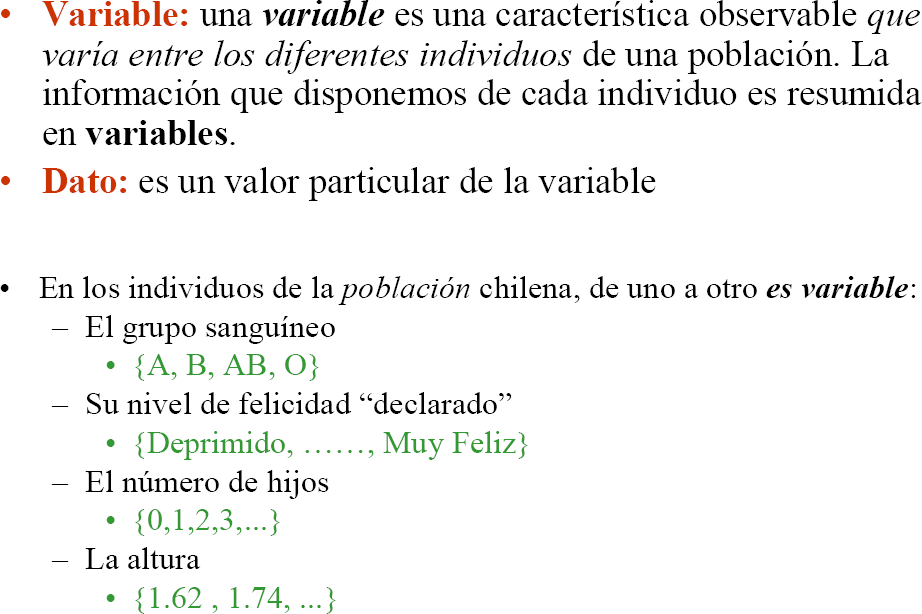 • Variable: una variable es una característica observable que
varía entre los diferentes individuos de una población. La
información que disponemos de cada individuo es resumida
en variables.
• Dato: es un valor particular de la variable
• En los individuos de la población chilena, de uno a otro es variable:
– El grupo sanguíneo
• {A, B, AB, O}
– Su nivel de felicidad “declarado”
• {Deprimido, ……, Muy Feliz}
– El número de hijos
• {0,1,2,3,...}
– La altura
• {1.62 , 1.74, ...}